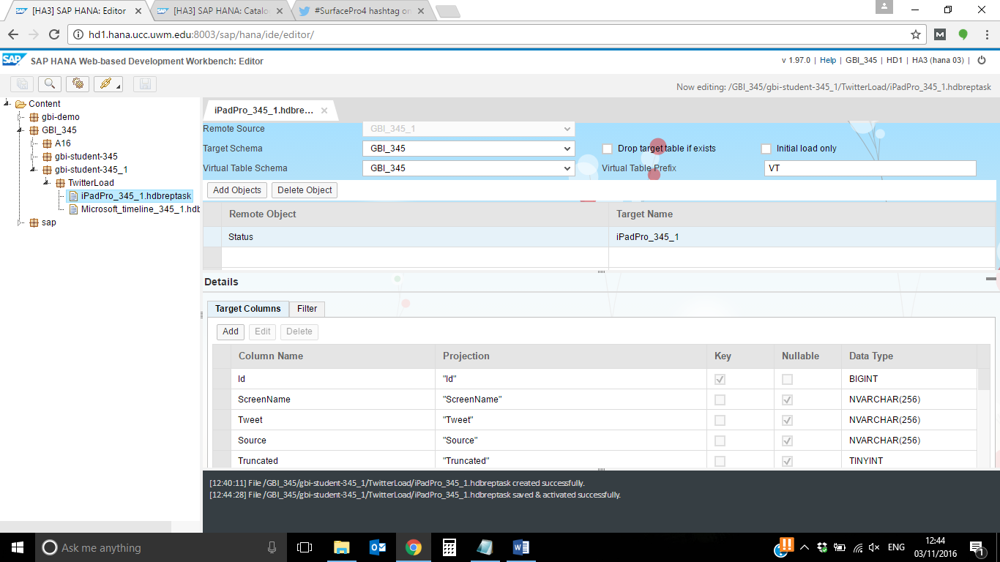 [HA3] SAP HANA: Editor
[HA3] SAP HANA: Catalo
#SurfacePro4 hashtag on
hd1.hana.ucc.uwm.edu:8003/sap/hana/ide/editor/
M
SAP SAP HANA Web-based Development Workbench: Editor
v 1.97.0 | Help | GBI_345 | HD1 | HA3 (hana 03) |
Now editing: /GBI_345/gbi-student-345_1/TwitterLoad/iPadPro_345_1.hdbreptask
Content
gbi-demo
GBI_345
A16
gbi-student-345
gbi-student-345_1
TwitterLoad
iPadPro_345_1.hdbreptask
Microsoft_timeline_345_1.hdb
sap
iPadPro_345_1.hdbre...
Remote Source GBI_345_1
Target Schema GBI_345 Drop target table if exists Initial load only
Virtual Table Schema GBI_345 Virtual Table Prefix VT
Add Objects Delete Object
Remote Object Target Name
Status iPadPro_345_1
Details
Target Columns Filter
Add Edit Delete
Column Name Projection Key Nullable Data Type
Id "Id" BIGINT
ScreenName "ScreenName" NVARCHAR(256)
Tweet "Tweet" NVARCHAR(256)
Source "Source" NVARCHAR(256)
Truncated "Truncated" TINYINT
[12:40:11] File /GBI_345/gbi-student-345_1/TwitterLoad/iPadPro_345_1.hdbreptask created successfully.
[12:44:28] File /GBI_345/gbi-student-345_1/TwitterLoad/iPadPro_345_1.hdbreptask saved & activated successfully.
Ask me anything
ENG
12:44
03/11/2016
1